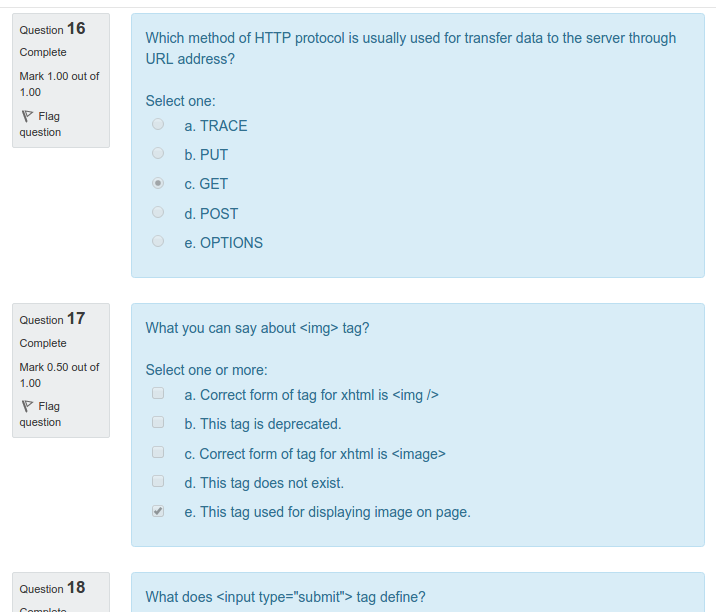 Question 16
Complete
Mark 1.00 out of
1.00
Flag
question
Which method of HTTP protocol is usually used for transfer data to the server through
URL address?
Select one:
a. TRACE
b. PUT
c. GET
d. POST
e. OPTIONS
Question 17
Complete
Mark 0.50 out of
1.00
Flag
question
What you can say about <img> tag?
Select one or more:
a. Correct form of tag for xhtml is <img />
b. This tag is deprecated.
c. Correct form of tag for xhtml is <image>
d. This tag does not exist.
e. This tag used for displaying image on page.
Question 18
Complete
What does <input type="submit"> tag define?